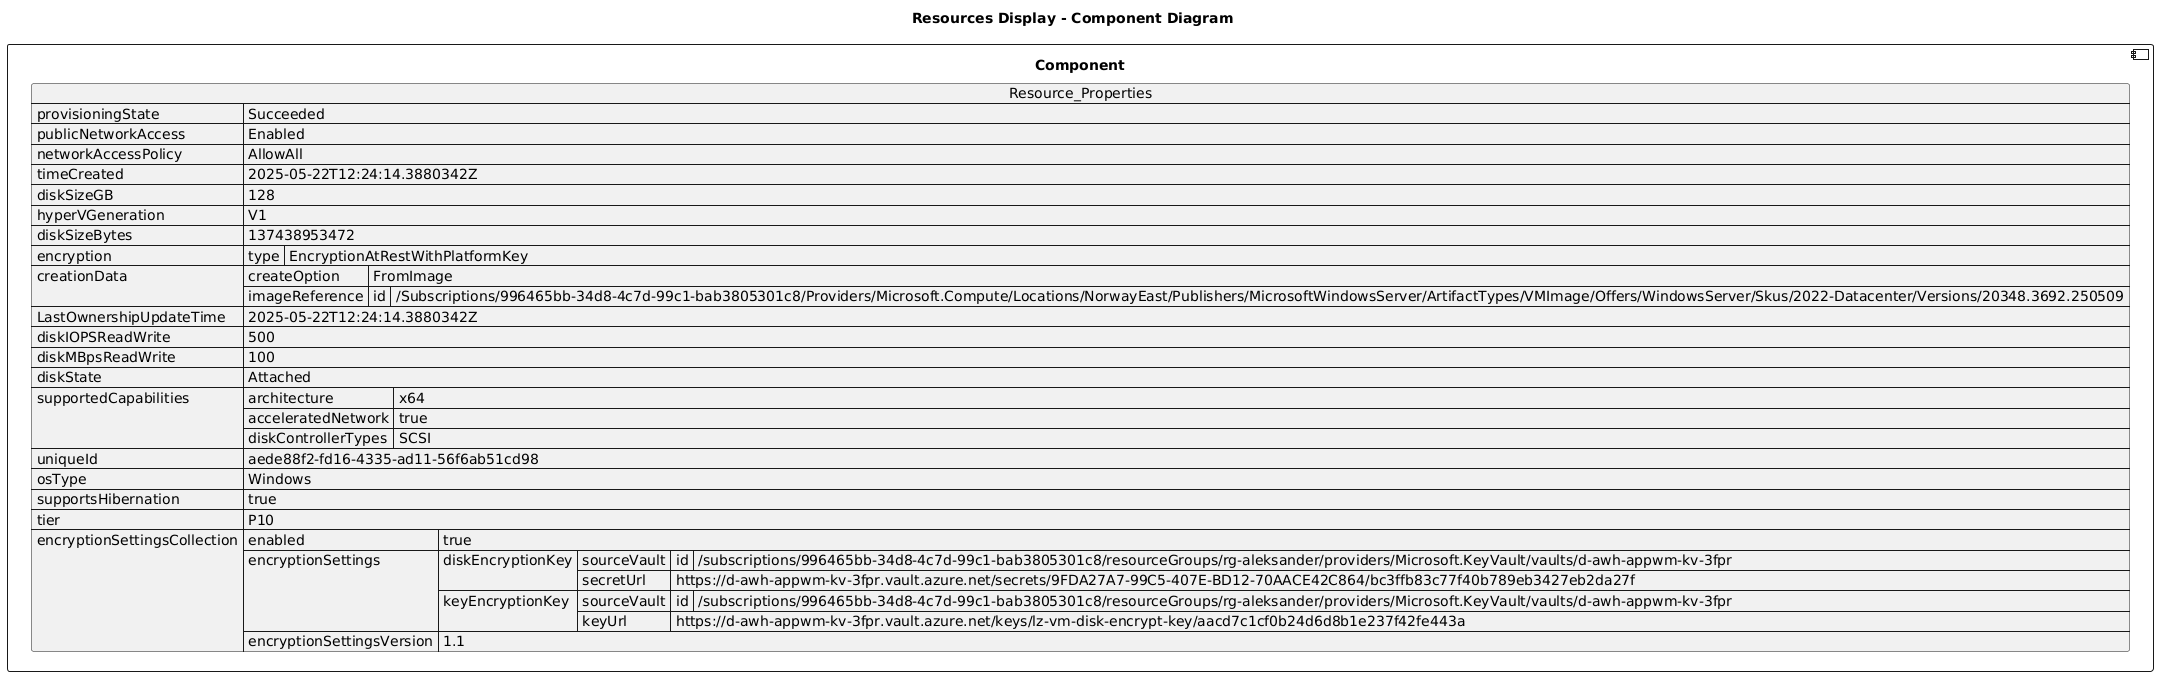 Resources Display - Component Diagram
Component
Resource_Properties
provisioningState Succeeded
publicNetworkAccess Enabled
networkAccessPolicy AllowAll
timeCreated 2025-05-22T12:24:14.3880342Z
diskSizeGB 128
hyperVGeneration V1
diskSizeBytes 137438953472
encryption type EncryptionAtRestWithPlatformKey
creationData createOption FromImage
imageReference id /Subscriptions/996465bb-34d8-4c7d-99c1-bab3805301c8/Providers/Microsoft.Compute/Locations/NorwayEast/Publishers/MicrosoftWindowsServer/ArtifactTypes/VMImage/Offers/WindowsServer/Skus/2022-Datacenter/Versions/20348.3692.250509
LastOwnershipUpdateTime 2025-05-22T12:24:14.3880342Z
diskIOPSReadWrite 500
diskMBpsReadWrite 100
diskState Attached
supportedCapabilities architecture x64
acceleratedNetwork true
diskControllerTypes SCSI
uniqueId aede88f2-fd16-4335-ad11-56f6ab51cd98
osType Windows
supportsHibernation true
tier P10
encryptionSettingsCollection enabled true
encryptionSettings diskEncryptionKey sourceVault id /subscriptions/996465bb-34d8-4c7d-99c1-bab3805301c8/resourceGroups/rg-aleksander/providers/Microsoft.KeyVault/vaults/d-awh-appwm-kv-3fpr
secretUrl https://d-awh-appwm-kv-3fpr.vault.azure.net/secrets/9FDA27A7-99C5-407E-BD12-70AACE42C864/bc3ffb83c77f40b789eb3427eb2da27f
keyEncryptionKey sourceVault id /subscriptions/996465bb-34d8-4c7d-99c1-bab3805301c8/resourceGroups/rg-aleksander/providers/Microsoft.KeyVault/vaults/d-awh-appwm-kv-3fpr
keyUrl https://d-awh-appwm-kv-3fpr.vault.azure.net/keys/lz-vm-disk-encrypt-key/aacd7c1cf0b24d6d8b1e237f42fe443a
encryptionSettingsVersion 1.1